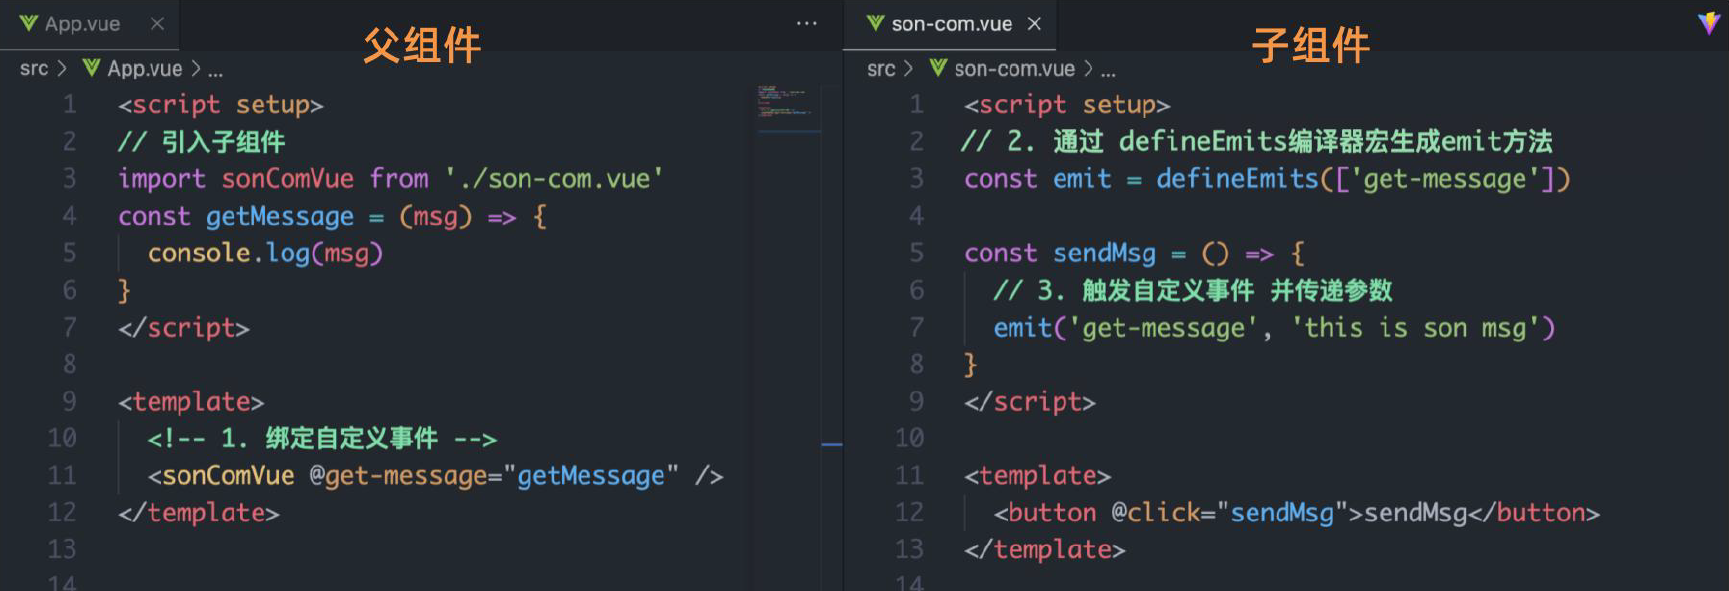 App.vue
父组件
src > App.vue > ...
1 <script setup>
2 // 引入子组件
3 import sonComVue from './son-com.vue'
4 const getMessage = (msg) => {
5 console.log(msg)
6 }
7 </script>
8
9 <template>
10 <!-- 1. 绑定自定义事件 -->
11 <sonComVue @get-message="getMessage" />
12 </template>
13
14
son-com.vue
子组件
src > son-com.vue > ...
1 <script setup>
2 // 2. 通过 defineEmits编译器宏生成emit方法
3 const emit = defineEmits(['get-message'])
4
5 const sendMsg = () => {
6 // 3. 触发自定义事件 并传递参数
7 emit('get-message', 'this is son msg')
8 }
9 </script>
10
11 <template>
12 <button @click="sendMsg">sendMsg</button>
13 </template>
14